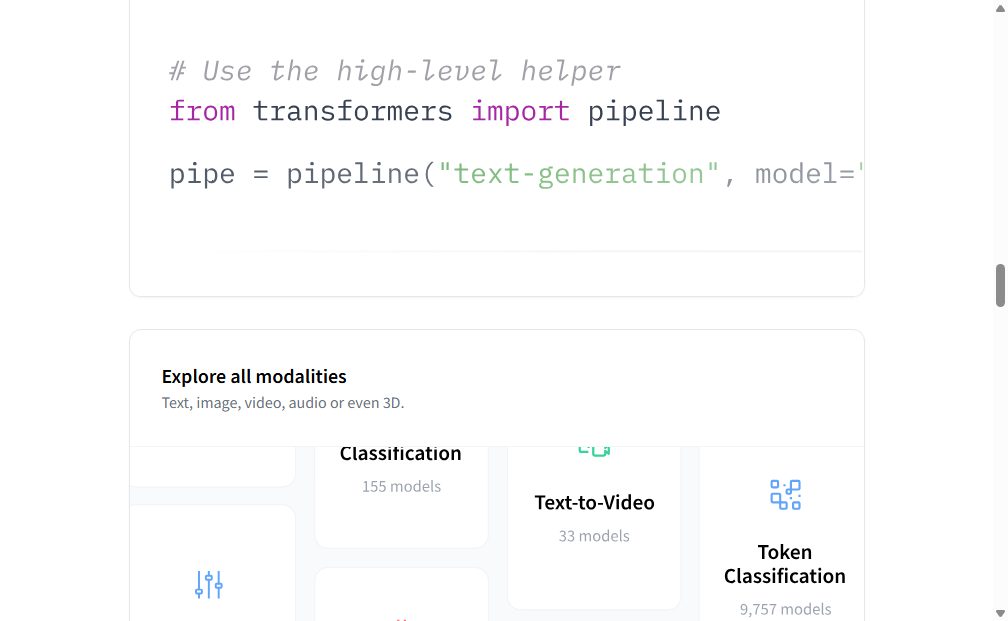 # Use the high-level helper
from transformers import pipeline
pipe = pipeline("text-generation", model="
Explore all modalities
Text, image, video, audio or even 3D.
Classification
155 models
Text-to-Video
33 models
Token
Classification
9,757 models